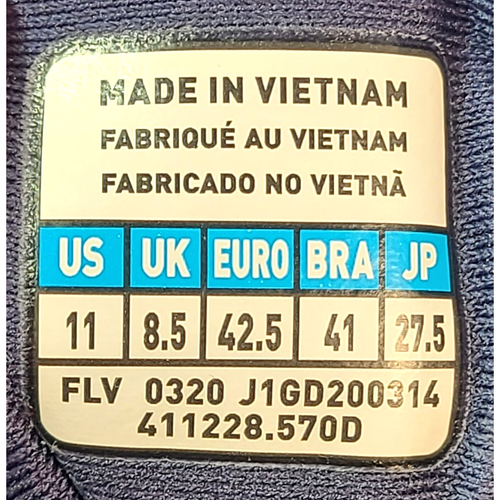 MADE IN VIETNAM
FABRIQUÉ AU VIETNAM
FABRICADO NO VIETNÃ
US UK EURO BRA JP
11 8.5 42.5 41 27.5
FLV 0320 J1GD200314
411228.570D